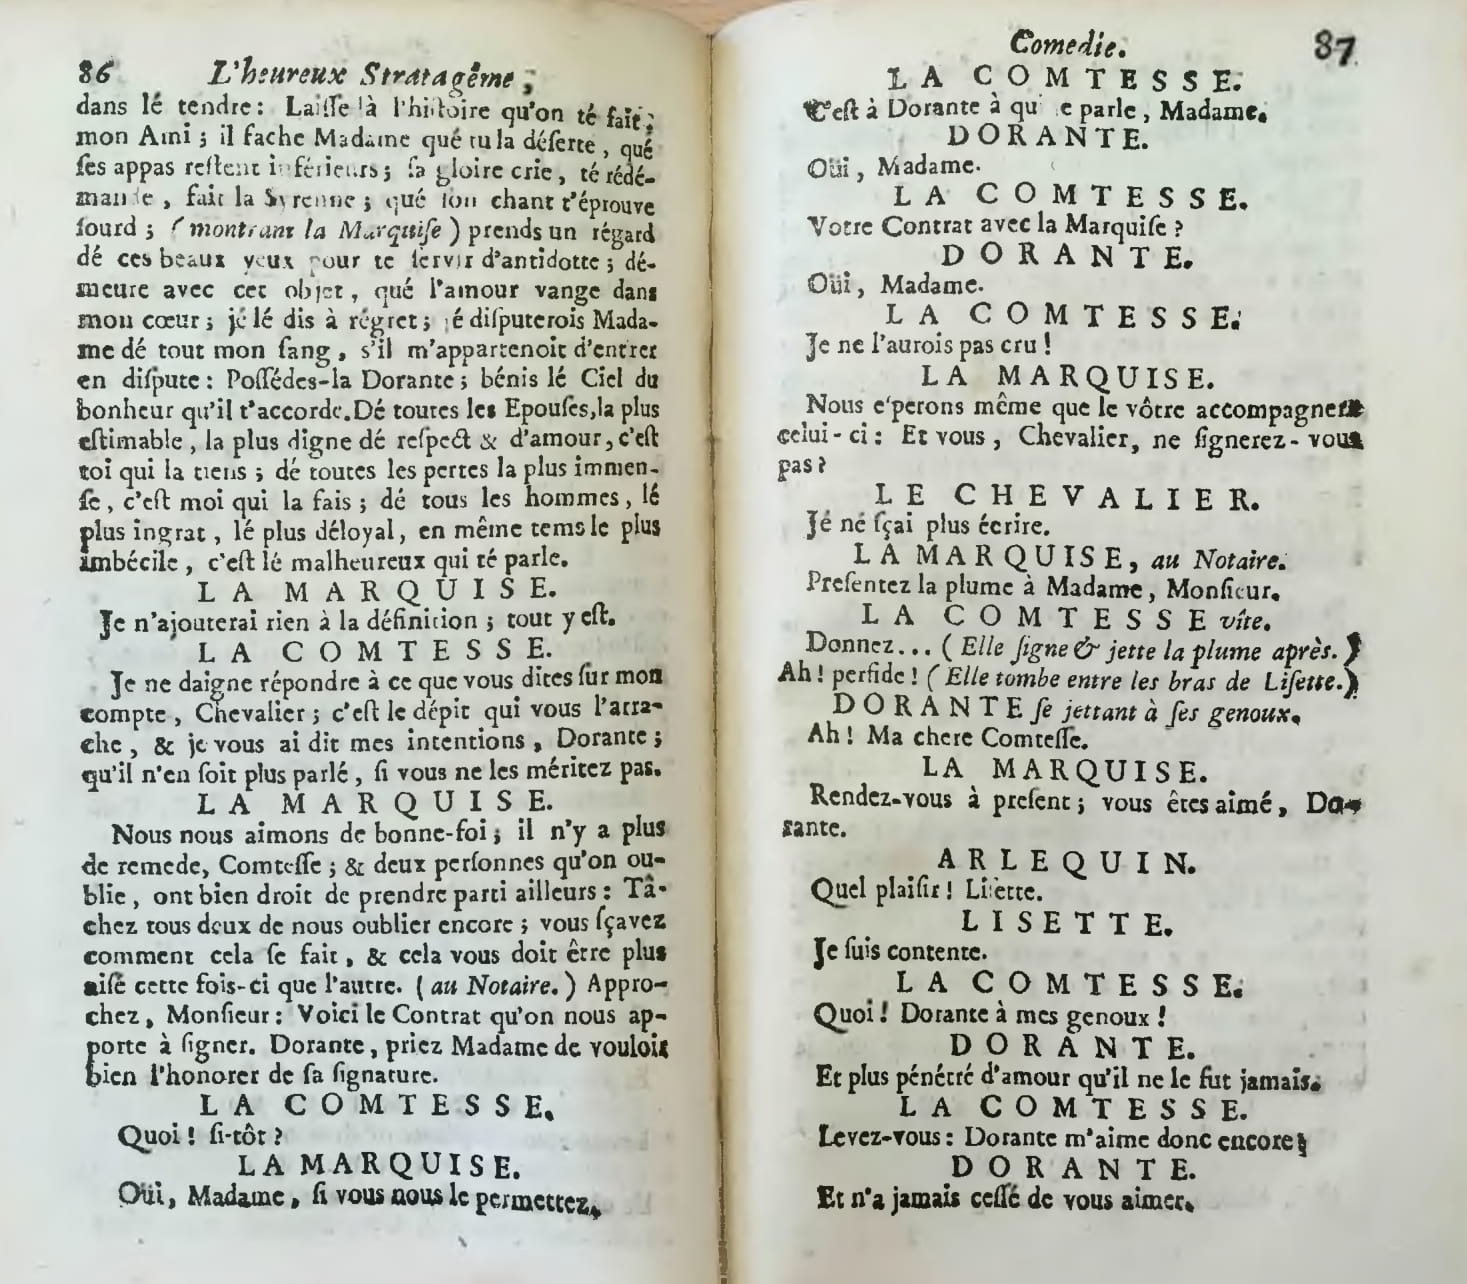 86 L'heureux Stratagême ;
dans lé tendre : Laisse là l'histoire qu'on té fait ;
mon Ami ; il fache Madame qué tu la déserte , qué
ſes appas reſtent inférieurs ; ſa gloire crie , té rédé-
mande , fait la Syrenne ; qué ſon chant t'éprouve
ſourd ; ( montrant la Marquiſe ) prends un régard
dé ces beaux yeux pour te ſervir d'antidotte ; dé-
meure avec cet objet , qué l'amour vange dans
mon cœur ; jé lé dis à régret ; jé diſputerois Mada-
me dé tout mon ſang , s'il m'appartenoit d'entrer
en diſpute : Poſſédes-la Dorante ; bénis lé Ciel du
bonheur qu'il t'accorde. Dé toutes les Epouſes, la plus
eſtimable , la plus digne dé reſpect & d'amour, c'eſt
toi qui la tiens ; dé toutes les pertes la plus immen-
ſe , c'eſt moi qui la fais ; dé tous les hommes , lé
plus ingrat , lé plus déloyal, en même tems le plus
imbécile , c'eſt lé malheureux qui té parle.
LA MARQUISE.
Je n'ajouterai rien à la définition ; tout y eſt.
LA COMTESSE.
Je ne daigne répondre à ce que vous dites ſur mon
compte , Chevalier ; c'eſt le dépit qui vous l'arra-
che , & je vous ai dit mes intentions , Dorante ;
qu'il n'en ſoit plus parlé , ſi vous ne les méritez pas.
LA MARQUISE.
Nous nous aimons de bonne-foi ; il n'y a plus
de remede, Comteſſe ; & deux perſonnes qu'on ou-
blie , ont bien droit de prendre parti ailleurs : Tâ-
chez tous deux de nous oublier encore ; vous ſçavez
comment cela ſe fait , & cela vous doit être plus
aiſé cette fois-ci que l'autre. ( au Notaire. ) Appro-
chez , Monſieur : Voici le Contrat qu'on nous ap-
porte à ſigner. Dorante , priez Madame de vouloir
bien l'honorer de ſa ſignature.
LA COMTESSE.
Quoi ! ſi-tôt ?
LA MARQUISE.
Oüi, Madame , ſi vous nous le permettez.
Comedie. 87
LA COMTESSE.
C'eſt à Dorante à qui je parle , Madame.
DORANTE.
Oüi , Madame.
LA COMTESSE.
Votre Contrat avec la Marquiſe ?
DORANTE.
Oüi , Madame.
LA COMTESSE.
Je ne l'aurois pas cru !
LA MARQUISE.
Nous eſperons même que le vôtre accompagnera
celui-ci : Et vous , Chevalier, ne ſignerez-vous
pas ?
LE CHEVALIER.
Jé né ſçai plus écrire.
LA MARQUISE, au Notaire.
Preſentez la plume à Madame , Monſieur.
LA COMTESSE vîte.
Donnez... ( Elle ſigne & jette la plume après. )
Ah ! perfide ! ( Elle tombe entre les bras de Liſette. )
DORANTE ſe jettant à ſes genoux.
Ah ! Ma chere Comteſſe.
LA MARQUISE.
Rendez-vous à preſent ; vous êtes aimé , Do-
rante.
ARLEQUIN.
Quel plaiſir ! Liſette.
LISETTE.
Je ſuis contente.
LA COMTESSE.
Quoi ! Dorante à mes genoux !
DORANTE.
Et plus pénétré d'amour qu'il ne le fut jamais.
LA COMTESSE.
Levez-vous : Dorante m'aime donc encore ?
DORANTE.
Et n'a jamais ceſſé de vous aimer.